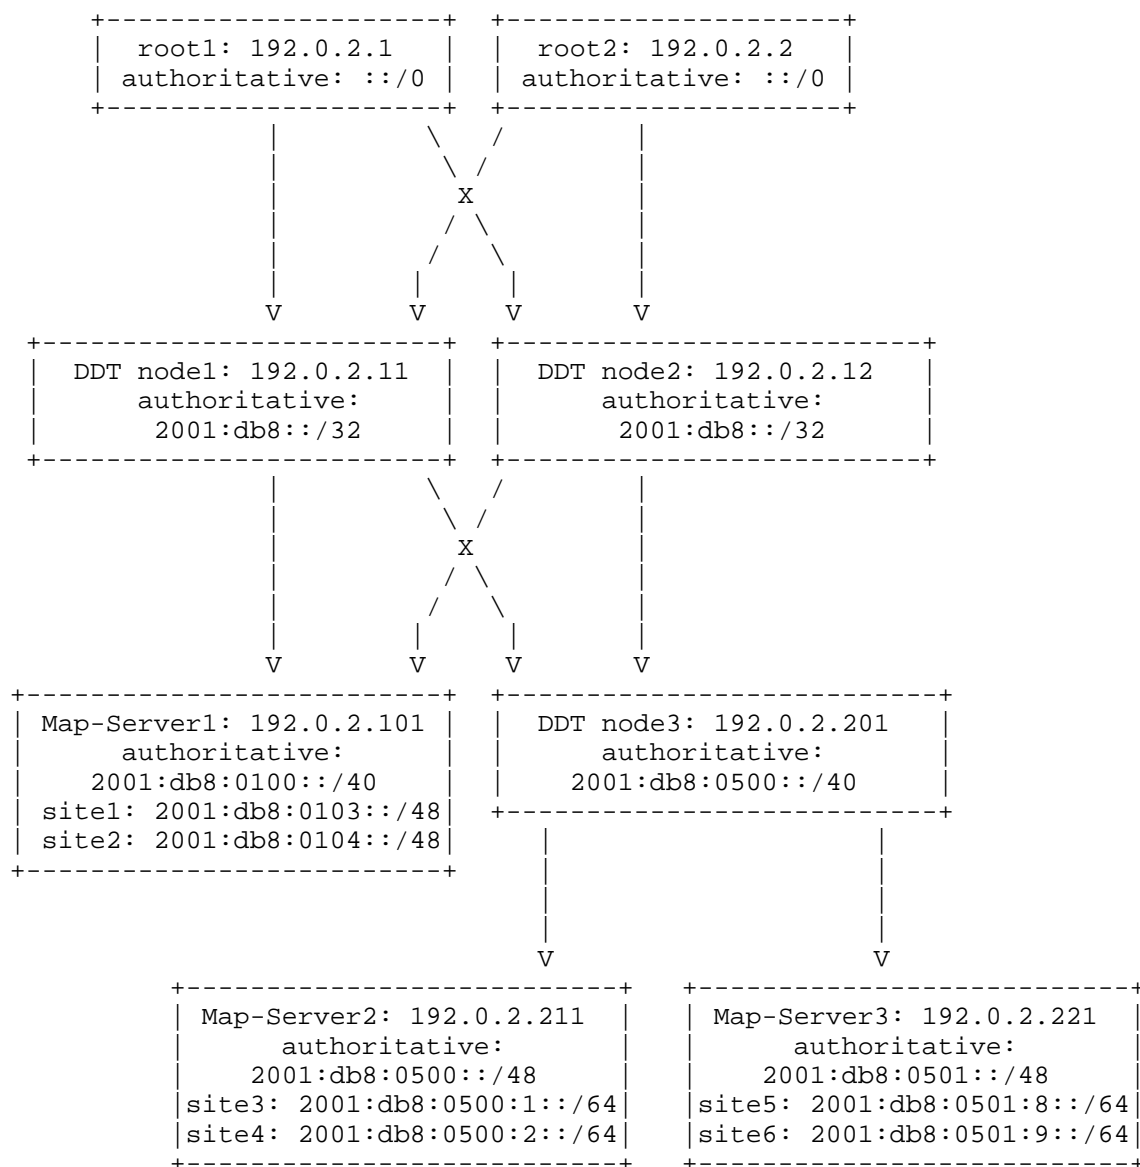 root1: 192.0.2.1
authoritative: ::/0
root2: 192.0.2.2
authoritative: ::/0
X
V V V V
DDT node1: 192.0.2.11
authoritative:
2001:db8::/32
DDT node2: 192.0.2.12
authoritative:
2001:db8::/32
X
V V V V
Map-Server1: 192.0.2.101
authoritative:
2001:db8:0100::/40
site1: 2001:db8:0103::/48
site2: 2001:db8:0104::/48
DDT node3: 192.0.2.201
authoritative:
2001:db8:0500::/40
V V
Map-Server2: 192.0.2.211
authoritative:
2001:db8:0500::/48
site3: 2001:db8:0500:1::/64
site4: 2001:db8:0500:2::/64
Map-Server3: 192.0.2.221
authoritative:
2001:db8:0501::/48
site5: 2001:db8:0501:8::/64
site6: 2001:db8:0501:9::/64